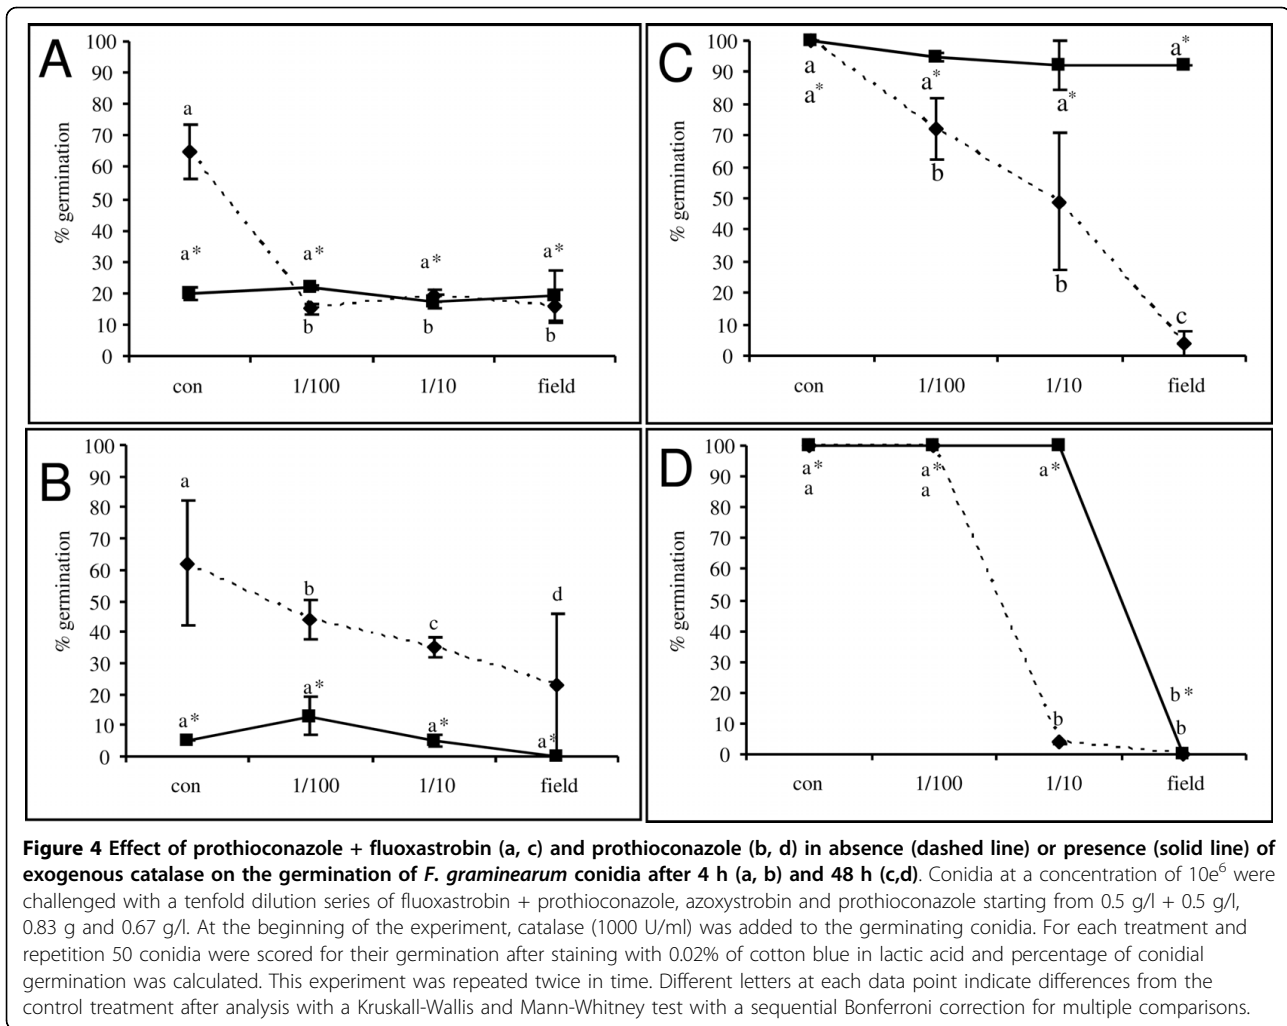 A
100
90
80
70
60
50
40
30
20
10
0
% germination
a
a*
a*
a*
a*
b
b
b
con
1/100
1/10
field
C
100
90
80
70
60
50
40
30
20
10
0
% germination
a
a*
a*
a*
a*
b
b
c
con
1/100
1/10
field
B
100
90
80
70
60
50
40
30
20
10
0
% germination
a
b
c
d
a*
a*
a*
a*
con
1/100
1/10
field
D
100
90
80
70
60
50
40
30
20
10
0
% germination
a*
a
a*
a
a*
b
b*
b
con
1/100
1/10
field
Figure 4 Effect of prothioconazole + fluoxastrobin (a, c) and prothioconazole (b, d) in absence (dashed line) or presence (solid line) of
exogenous catalase on the germination of F. graminearum conidia after 4 h (a, b) and 48 h (c,d). Conidia at a concentration of 10e⁶ were
challenged with a tenfold dilution series of fluoxastrobin + prothioconazole, azoxystrobin and prothioconazole starting from 0.5 g/l + 0.5 g/l,
0.83 g and 0.67 g/l. At the beginning of the experiment, catalase (1000 U/ml) was added to the germinating conidia. For each treatment and
repetition 50 conidia were scored for their germination after staining with 0.02% of cotton blue in lactic acid and percentage of conidial
germination was calculated. This experiment was repeated twice in time. Different letters at each data point indicate differences from the
control treatment after analysis with a Kruskall-Wallis and Mann-Whitney test with a sequential Bonferroni correction for multiple comparisons.